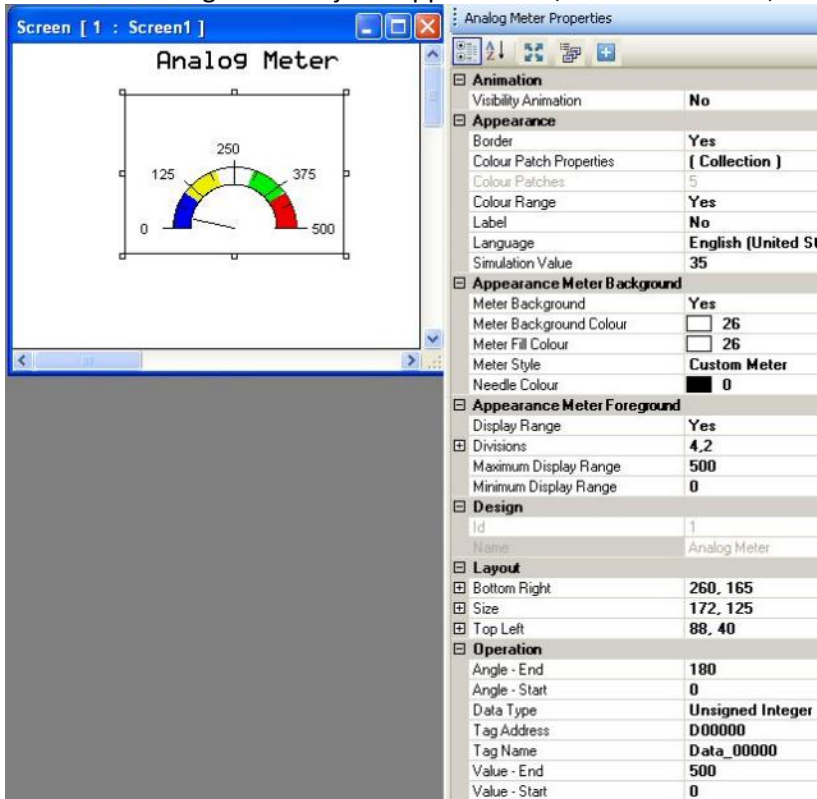 Screen [ 1 : Screen1 ]
Analog Meter
250
125
375
0
500
Analog Meter Properties
Animation
Visibility Animation No
Appearance
Border Yes
Colour Patch Properties ( Collection )
Colour Patches 5
Colour Range Yes
Label No
Language English (United St
Simulation Value 35
Appearance Meter Background
Meter Background Yes
Meter Background Colour 26
Meter Fill Colour 26
Meter Style Custom Meter
Needle Colour 0
Appearance Meter Foreground
Display Range Yes
Divisions 4,2
Maximum Display Range 500
Minimum Display Range 0
Design
Id 1
Name Analog Meter
Layout
Bottom Right 260, 165
Size 172, 125
Top Left 88, 40
Operation
Angle - End 180
Angle - Start 0
Data Type Unsigned Integer
Tag Address D00000
Tag Name Data_00000
Value - End 500
Value - Start 0